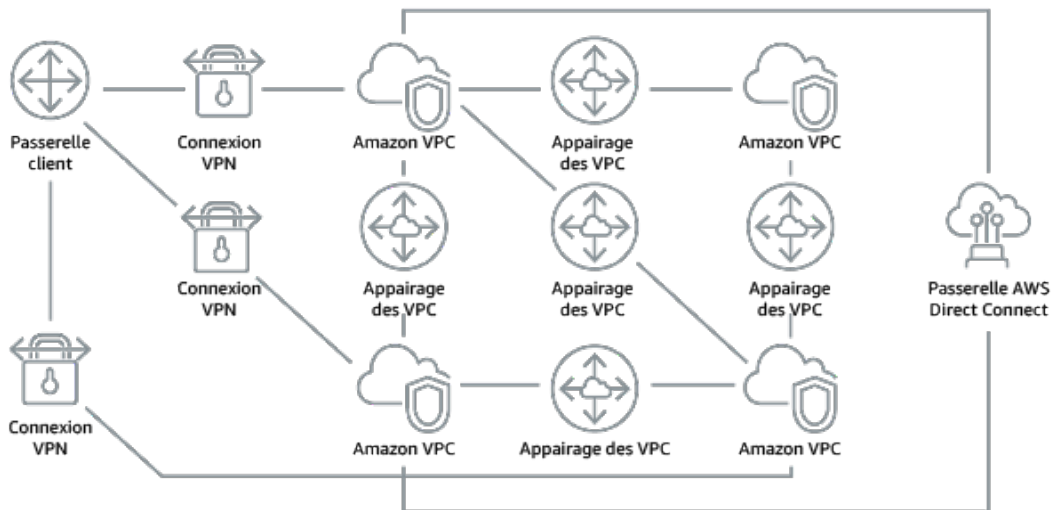 Passerelle
client
Connexion
VPN
Amazon VPC
Appairage
des VPC
Amazon VPC
Connexion
VPN
Appairage
des VPC
Appairage
des VPC
Appairage
des VPC
Passerelle AWS
Direct Connect
Connexion
VPN
Amazon VPC
Appairage des VPC
Amazon VPC